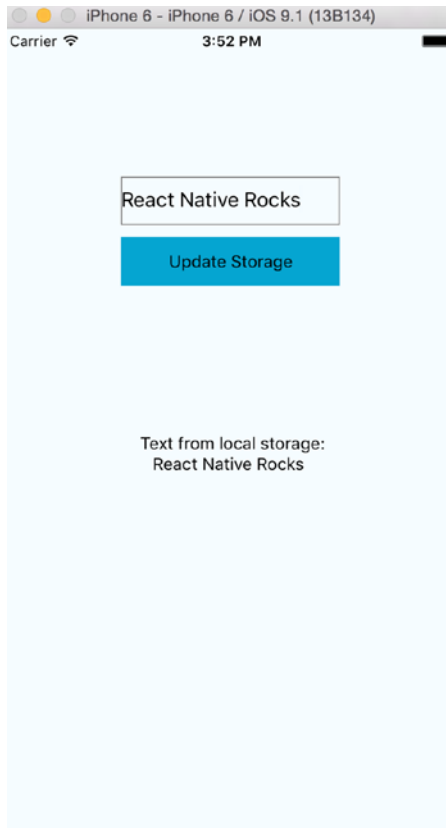 iPhone 6 - iPhone 6 / iOS 9.1 (13B134)
Carrier 3:52 PM
React Native Rocks
Update Storage
Text from local storage:
React Native Rocks